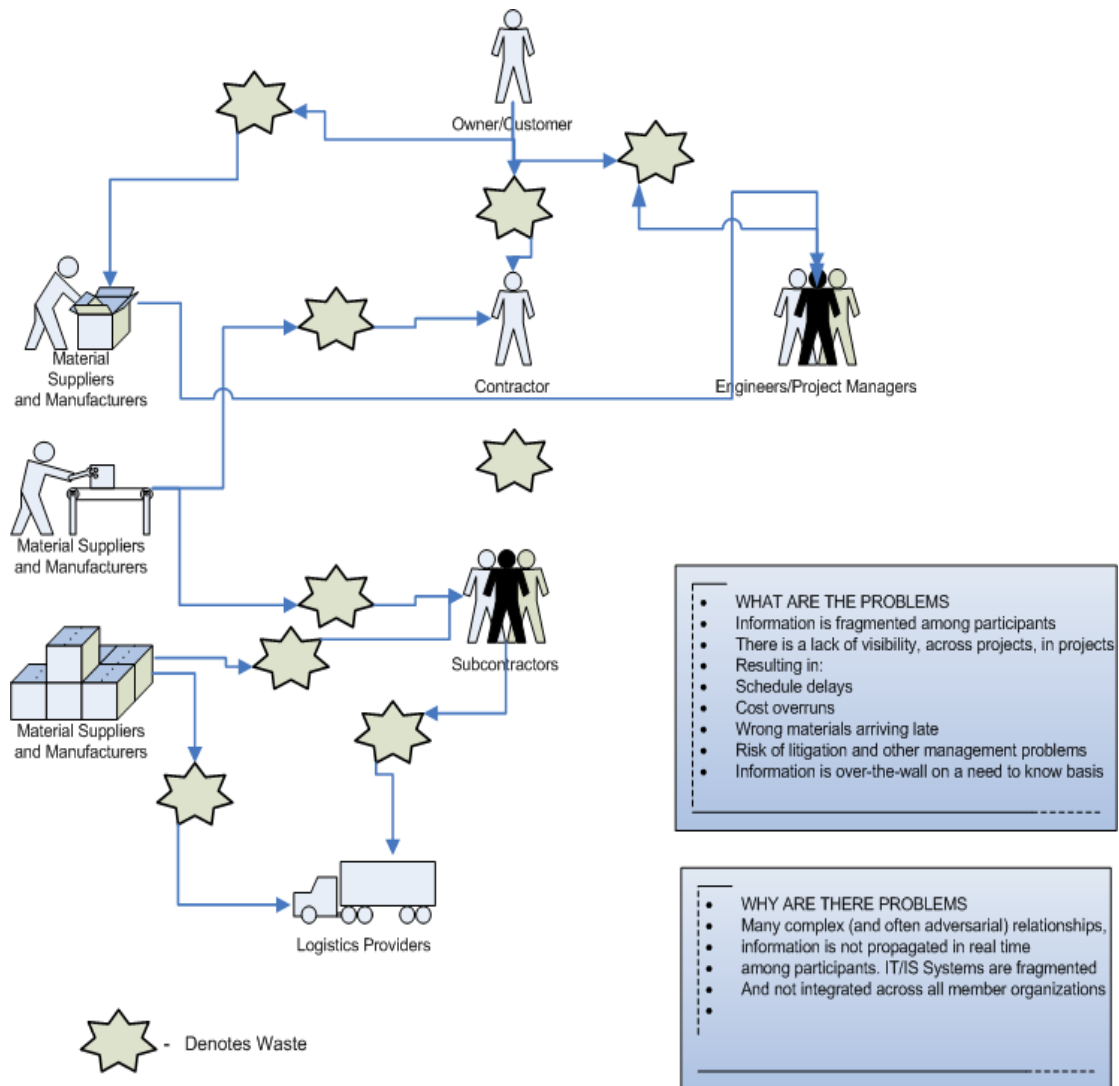 Owner/Customer
Material
Suppliers
and Manufacturers
Contractor
Engineers/Project Managers
Material Suppliers
and Manufacturers
Subcontractors
Material Suppliers
and Manufacturers
Logistics Providers
- Denotes Waste
• WHAT ARE THE PROBLEMS
• Information is fragmented among participants
• There is a lack of visibility, across projects, in projects
• Resulting in:
• Schedule delays
• Cost overruns
• Wrong materials arriving late
• Risk of litigation and other management problems
• Information is over-the-wall on a need to know basis
• WHY ARE THERE PROBLEMS
• Many complex (and often adversarial) relationships,
• information is not propagated in real time
• among participants. IT/IS Systems are fragmented
• And not integrated across all member organizations
•